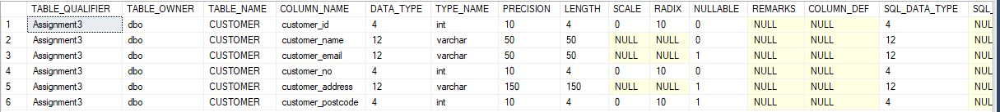 TABLE_QUALIFIER TABLE_OWNER TABLE_NAME COLUMN_NAME DATA_TYPE TYPE_NAME PRECISION LENGTH SCALE RADIX NULLABLE REMARKS COLUMN_DEF SQL_DATA_TYPE SQL_
1 Assignment3 dbo CUSTOMER customer_id 4 int 10 4 0 10 0 NULL NULL 4 NUL
2 Assignment3 dbo CUSTOMER customer_name 12 varchar 50 50 NULL NULL 0 NULL NULL 12 NUL
3 Assignment3 dbo CUSTOMER customer_email 12 varchar 50 50 NULL NULL 1 NULL NULL 12 NUL
4 Assignment3 dbo CUSTOMER customer_no 4 int 10 4 0 10 0 NULL NULL 4 NUL
5 Assignment3 dbo CUSTOMER customer_address 12 varchar 150 150 NULL NULL 1 NULL NULL 12 NUL
6 Assignment3 dbo CUSTOMER customer_postcode 4 int 10 4 0 10 1 NULL NULL 4 NUL